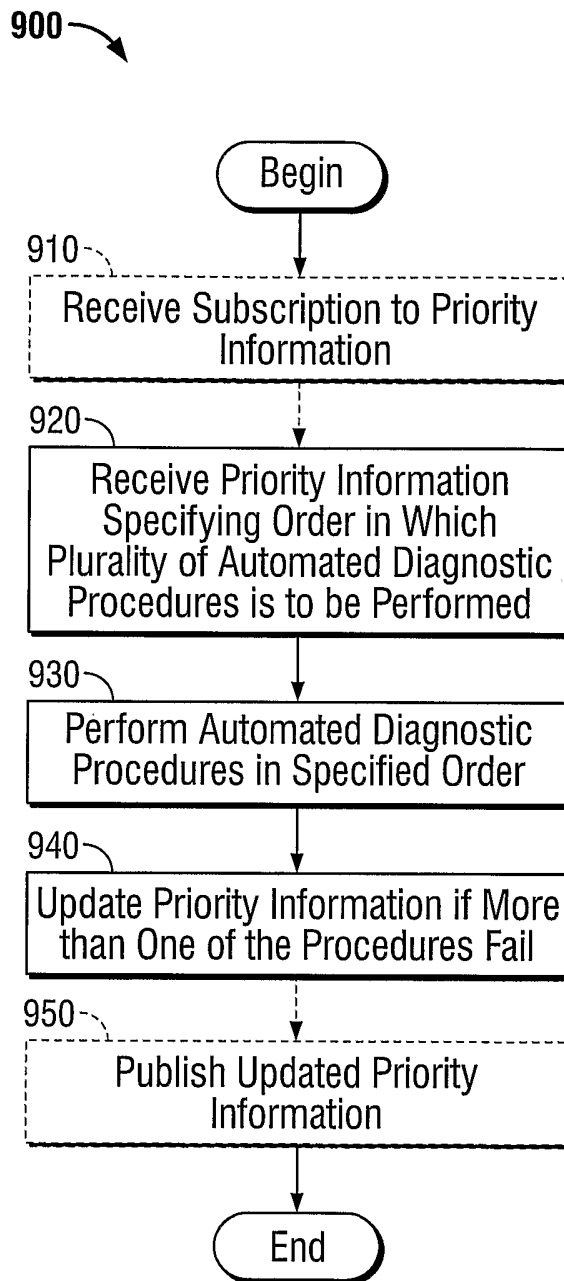 900
Begin
910
Receive Subscription to Priority
Information
920
Receive Priority Information
Specifying Order in Which
Plurality of Automated Diagnostic
Procedures is to be Performed
930
Perform Automated Diagnostic
Procedures in Specified Order
940
Update Priority Information if More
than One of the Procedures Fail
950
Publish Updated Priority
Information
End